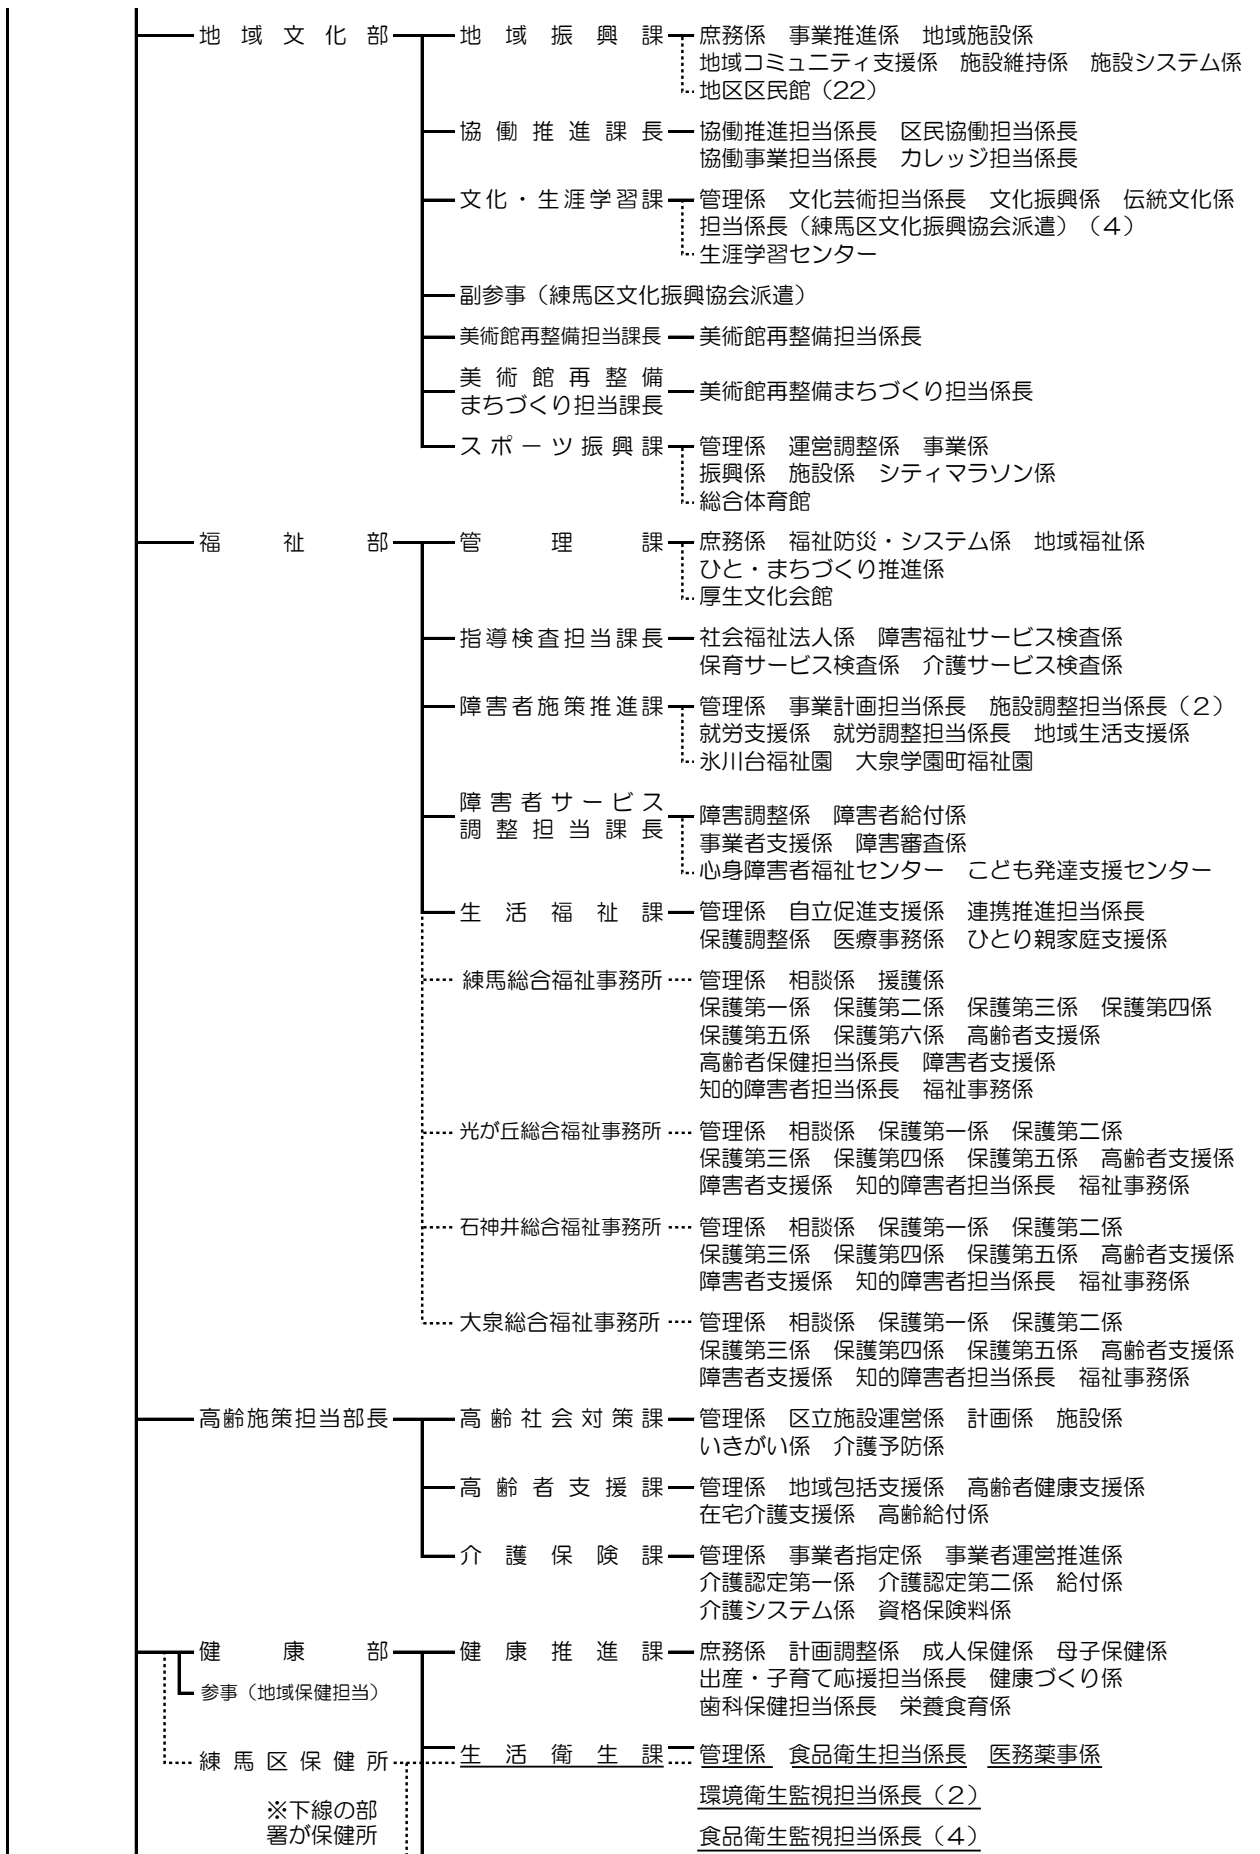 地域文化部 地域振興課 庶務係 事業推進係 地域施設係
地域コミュニティ支援係 施設維持係 施設システム係
地区区民館（22）
協働推進課長 協働推進担当係長 区民協働担当係長
協働事業担当係長 カレッジ担当係長
文化・生涯学習課 管理係 文化芸術担当係長 文化振興係 伝統文化係
担当係長（練馬区文化振興協会派遣）（4）
生涯学習センター
副参事（練馬区文化振興協会派遣）
美術館再整備担当課長 美術館再整備担当係長
美術館再整備
まちづくり担当課長 美術館再整備まちづくり担当係長
スポーツ振興課 管理係 運営調整係 事業係
振興係 施設係 シティマラソン係
総合体育館
福祉部 管理課 庶務係 福祉防災・システム係 地域福祉係
ひと・まちづくり推進係
厚生文化会館
指導検査担当課長 社会福祉法人係 障害福祉サービス検査係
保育サービス検査係 介護サービス検査係
障害者施策推進課 管理係 事業計画担当係長 施設調整担当係長（2）
就労支援係 就労調整担当係長 地域生活支援係
氷川台福祉園 大泉学園町福祉園
障害者サービス
調整担当課長 障害調整係 障害者給付係
事業者支援係 障害審査係
心身障害者福祉センター こども発達支援センター
生活福祉課 管理係 自立促進支援係 連携推進担当係長
保護調整係 医療事務係 ひとり親家庭支援係
練馬総合福祉事務所 管理係 相談係 援護係
保護第一係 保護第二係 保護第三係 保護第四係
保護第五係 保護第六係 高齢者支援係
高齢者保健担当係長 障害者支援係
知的障害者担当係長 福祉事務係
光が丘総合福祉事務所 管理係 相談係 保護第一係 保護第二係
保護第三係 保護第四係 保護第五係 高齢者支援係
障害者支援係 知的障害者担当係長 福祉事務係
石神井総合福祉事務所 管理係 相談係 保護第一係 保護第二係
保護第三係 保護第四係 保護第五係 高齢者支援係
障害者支援係 知的障害者担当係長 福祉事務係
大泉総合福祉事務所 管理係 相談係 保護第一係 保護第二係
保護第三係 保護第四係 保護第五係 高齢者支援係
障害者支援係 知的障害者担当係長 福祉事務係
高齢施策担当部長 高齢社会対策課 管理係 区立施設運営係 計画係 施設係
いきがい係 介護予防係
高齢者支援課 管理係 地域包括支援係 高齢者健康支援係
在宅介護支援係 高齢給付係
介護保険課 管理係 事業者指定係 事業者運営推進係
介護認定第一係 介護認定第二係 給付係
介護システム係 資格保険料係
健康部 健康推進課 庶務係 計画調整係 成人保健係 母子保健係
参事（地域保健担当） 出産・子育て応援担当係長 健康づくり係
歯科保健担当係長 栄養食育係
練馬区保健所 生活衛生課 管理係 食品衛生担当係長 医務薬事係
※下線の部 環境衛生監視担当係長（2）
署が保健所 食品衛生監視担当係長（4）